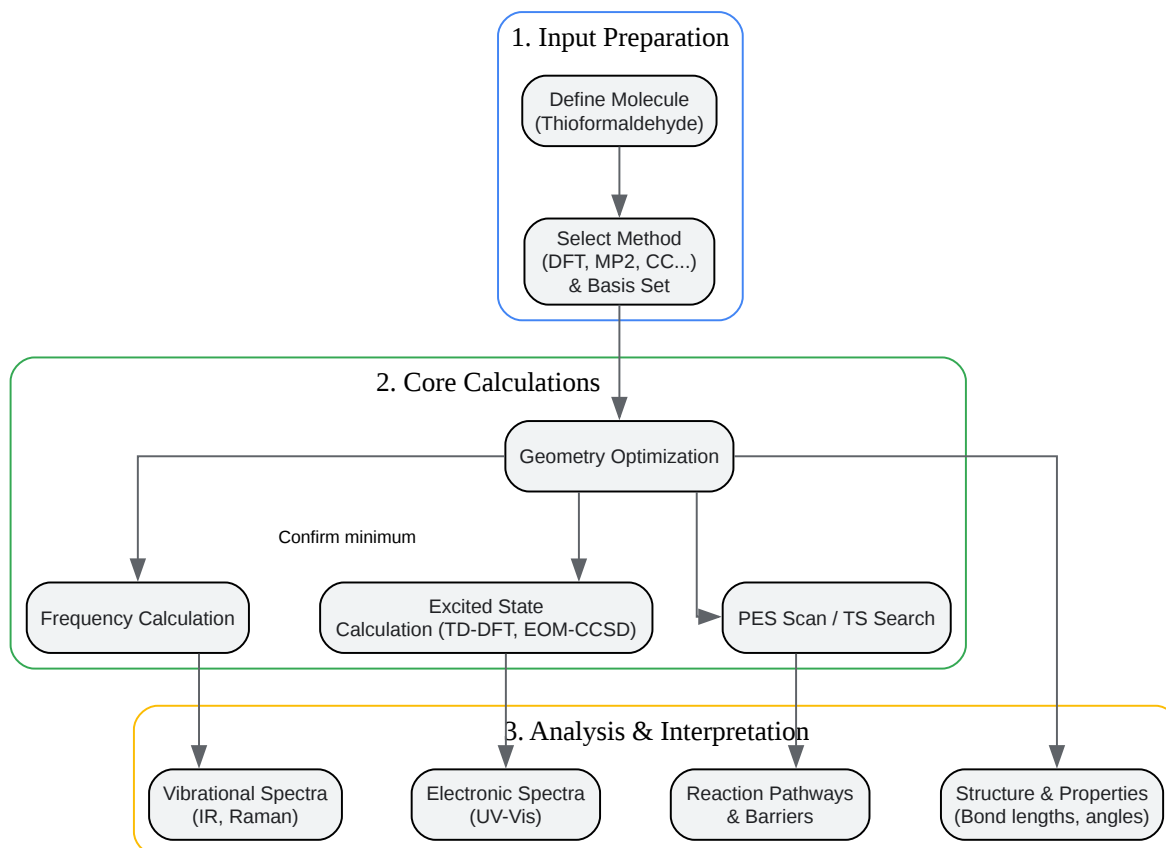 1. Input Preparation
Define Molecule
(Thioformaldehyde)
Select Method
(DFT, MP2, CC...)
& Basis Set
2. Core Calculations
Geometry Optimization
Confirm minimum
Frequency Calculation
Excited State
Calculation (TD-DFT, EOM-CCSD)
PES Scan / TS Search
3. Analysis & Interpretation
Vibrational Spectra
(IR, Raman)
Electronic Spectra
(UV-Vis)
Reaction Pathways
& Barriers
Structure & Properties
(Bond lengths, angles)